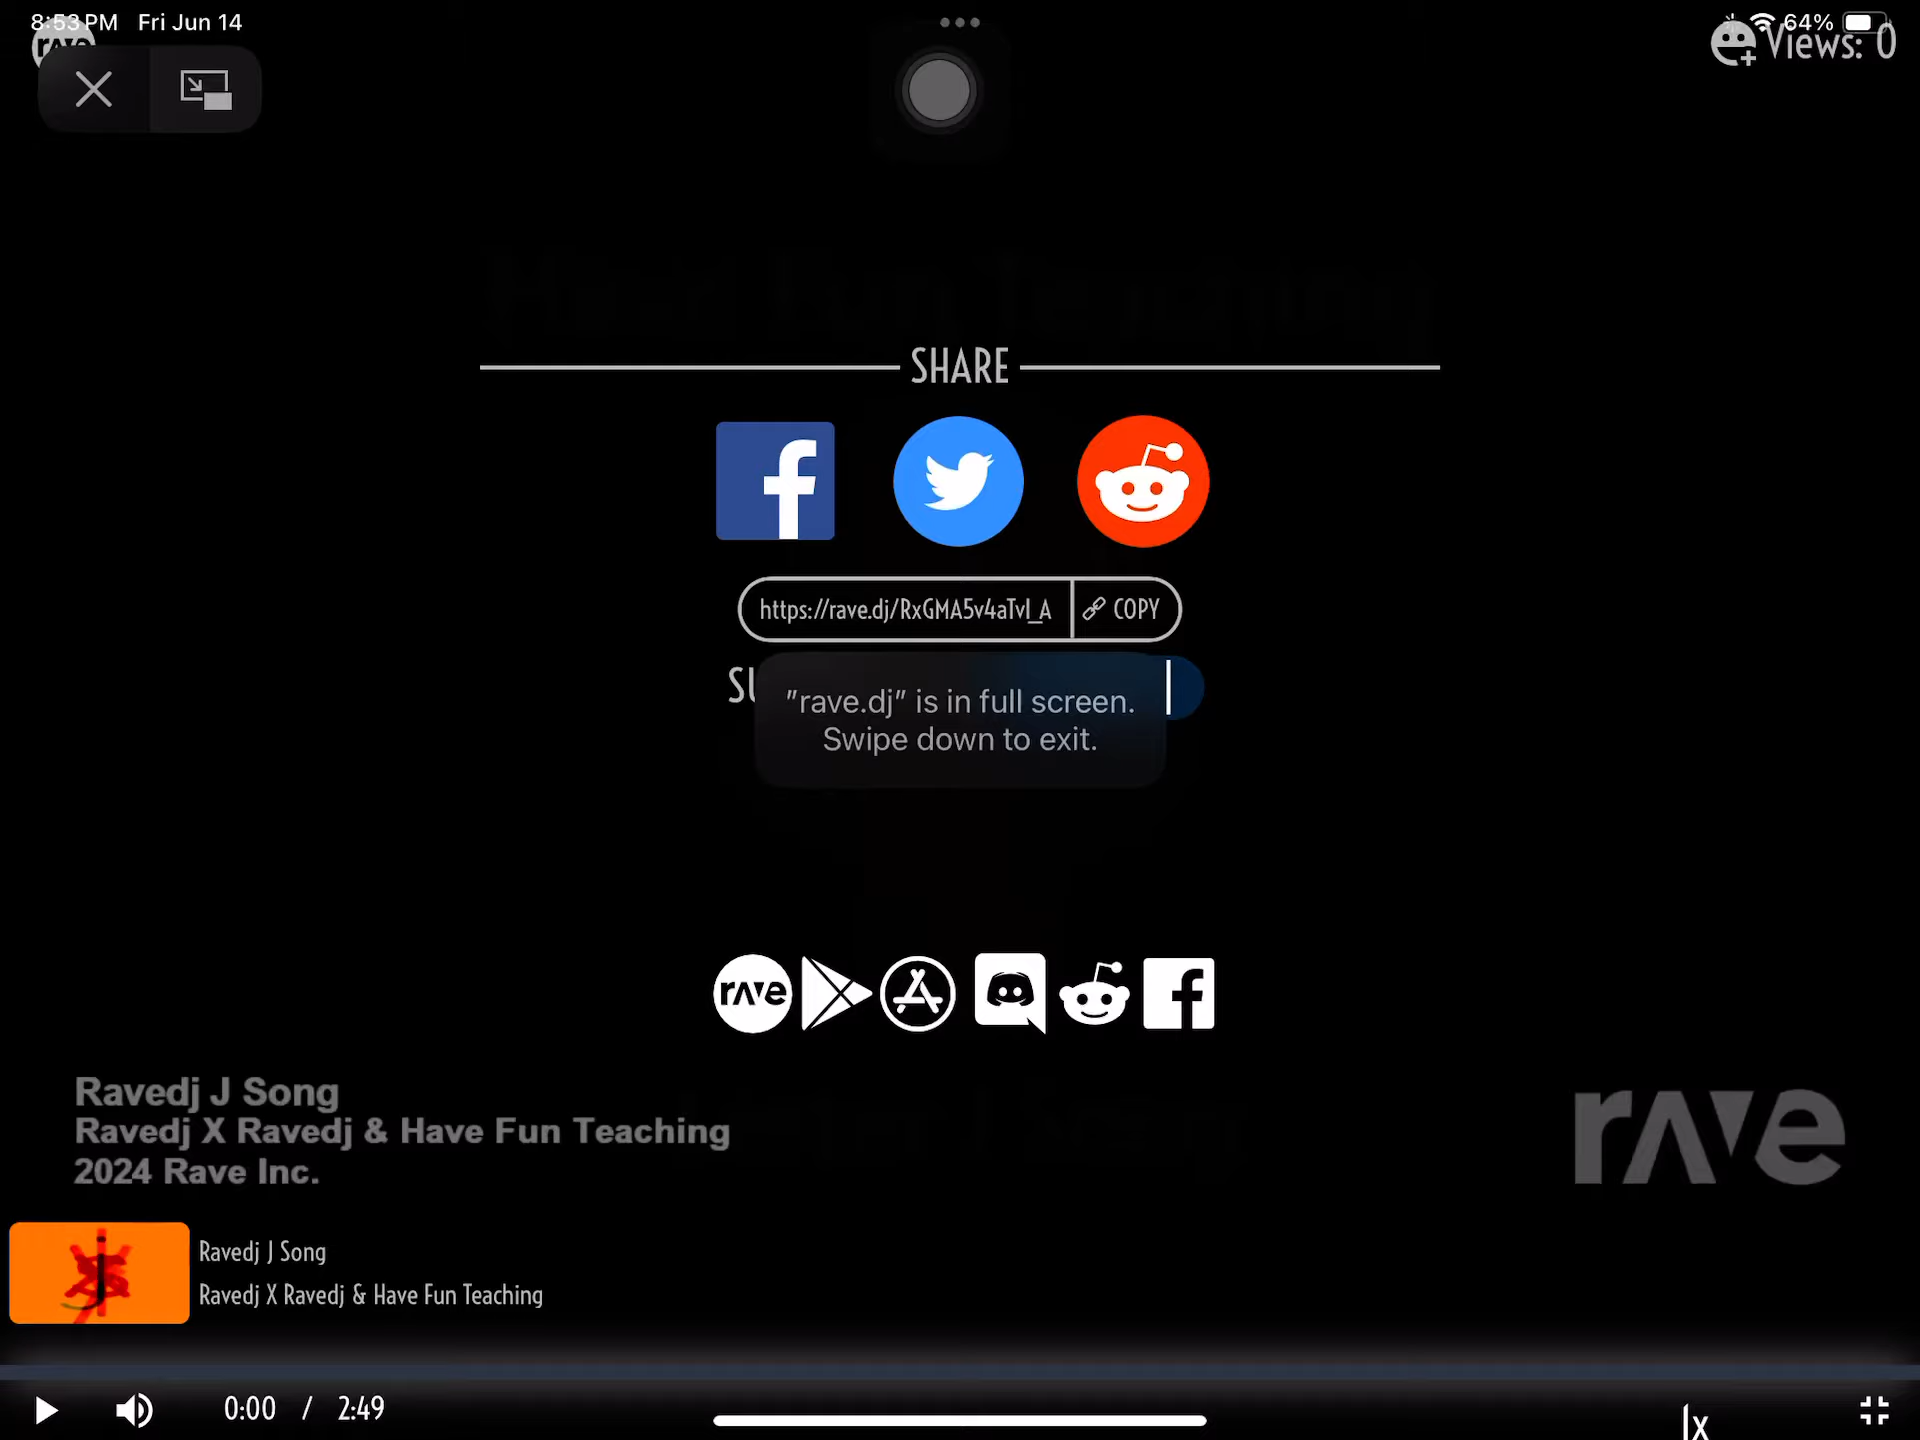 8:53 PM Fri Jun 14
64%
rave
Views: 0
SHARE
https://rave.dj/RxGMA5v4aTvI_A
COPY
"rave.dj" is in full screen.
Swipe down to exit.
rave
Ravedj J Song
Ravedj X Ravedj & Have Fun Teaching
2024 Rave Inc.
rave
Ravedj J Song
Ravedj X Ravedj & Have Fun Teaching
0:00 / 2:49
1x